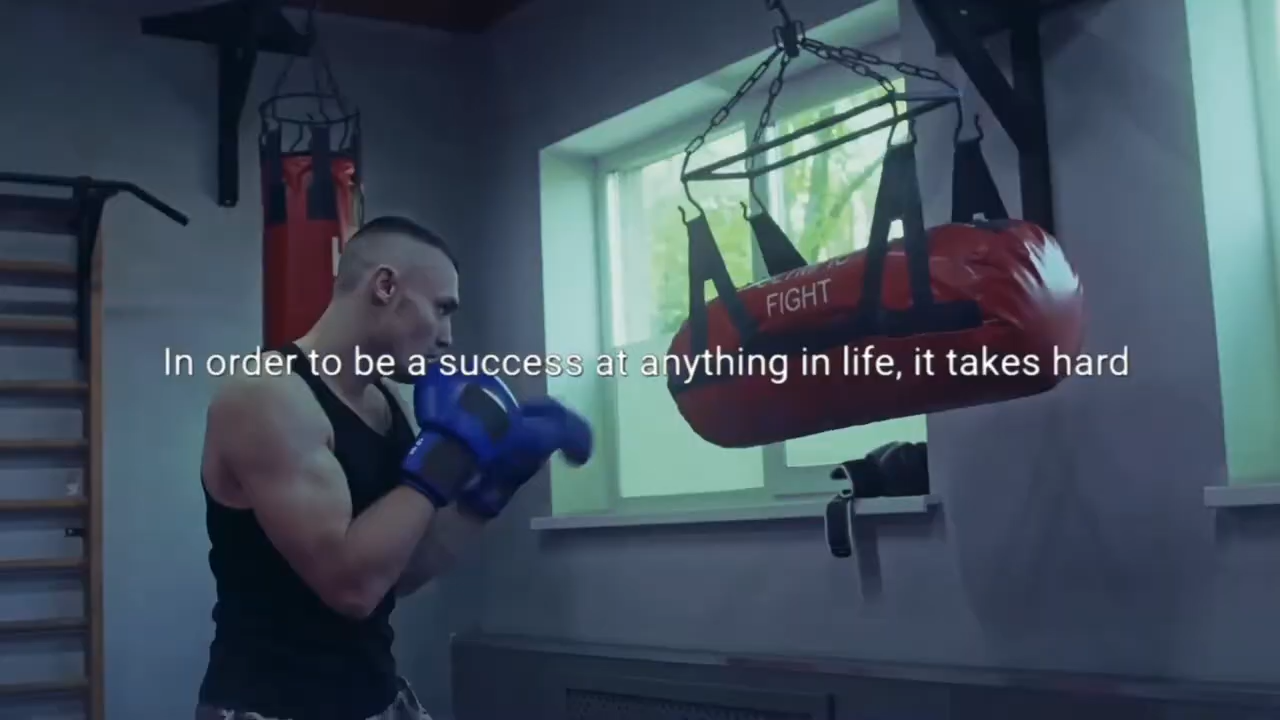 FIGHT
In order to be a success at anything in life, it takes hard